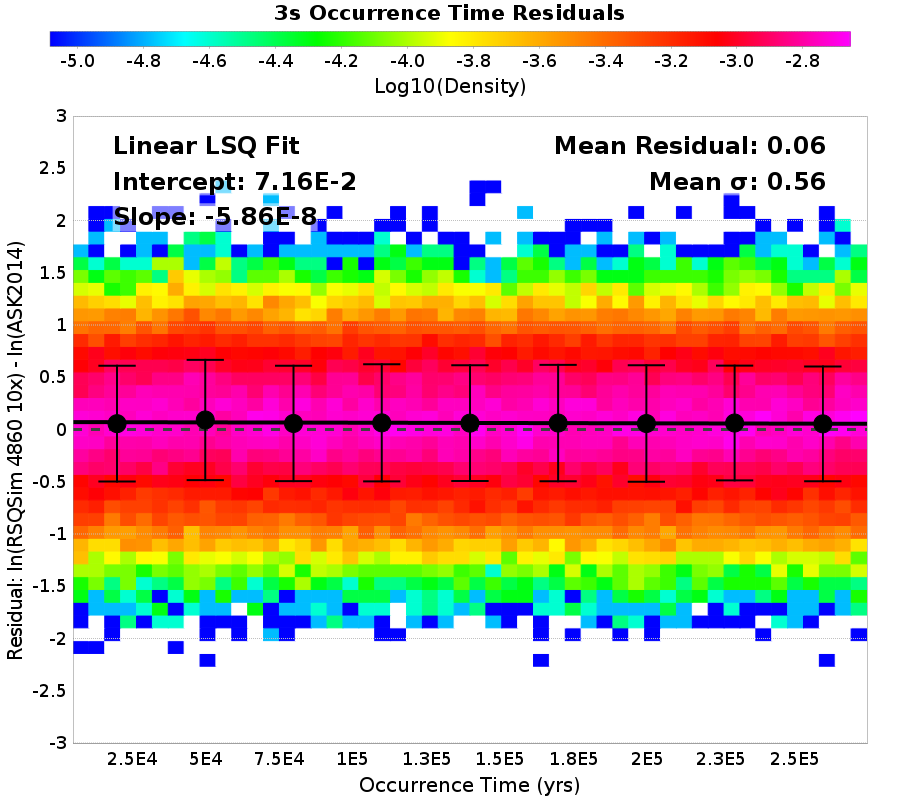 3s Occurrence Time Residuals
-5.0 -4.8 -4.6 -4.4 -4.2 -4.0 -3.8 -3.6 -3.4 -3.2 -3.0 -2.8
Log10(Density)
Linear LSQ Fit
Intercept: 7.16E-2
Slope: -5.86E-8
Mean Residual: 0.06
Mean σ: 0.56
Residual: ln(RSQSim 4860 10x) - ln(ASK2014)
3
2.5
2
1.5
1
0.5
0
-0.5
-1
-1.5
-2
-2.5
-3
2.5E4 5E4 7.5E4 1E5 1.3E5 1.5E5 1.8E5 2E5 2.3E5 2.5E5
Occurrence Time (yrs)